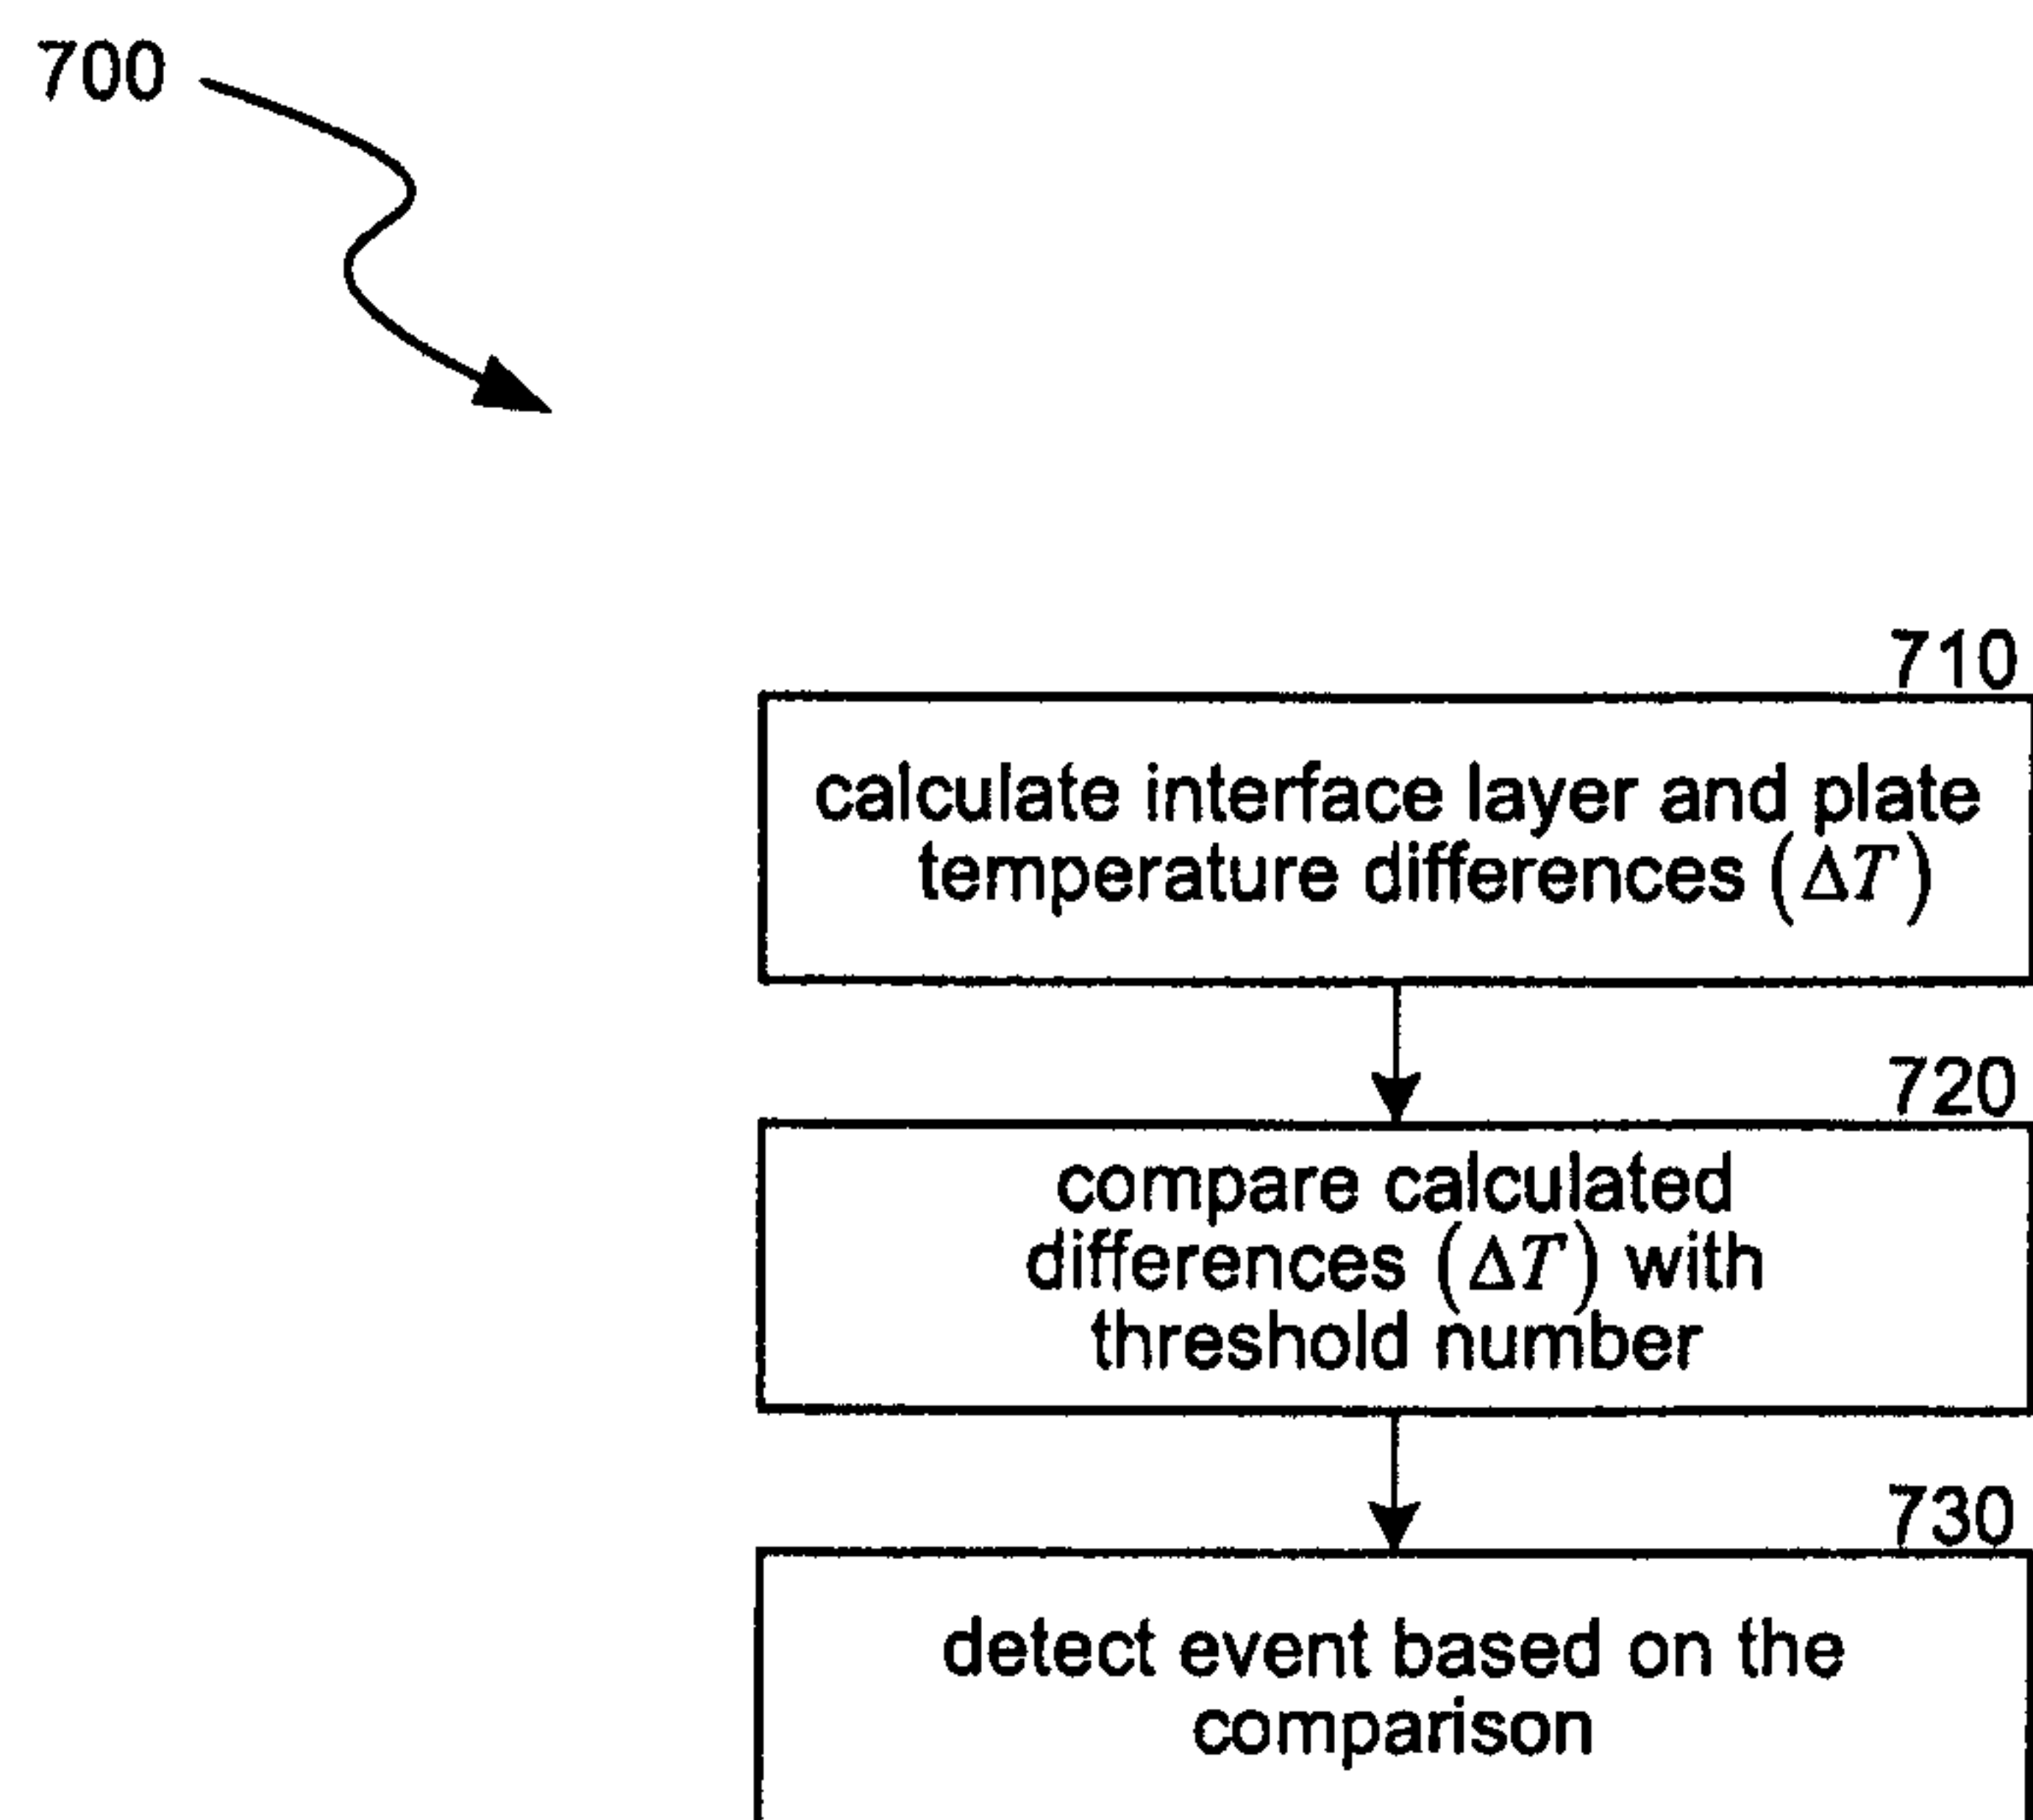 700
710
calculate interface layer and plate
temperature differences (ΔT)
720
compare calculated
differences (ΔT) with
threshold number
730
detect event based on the
comparison